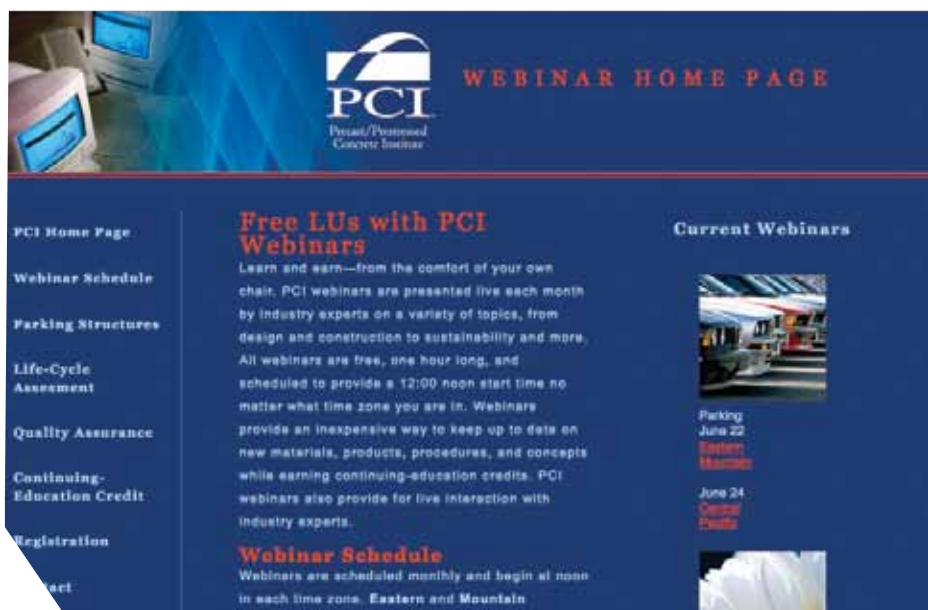 PCI
Precast/Prestressed
Concrete Institute
WEBINAR HOME PAGE
PCI Home Page
Webinar Schedule
Parking Structures
Life-Cycle
Assesment
Quality Assurance
Continuing-
Education Credit
Registration
Free LUs with PCI
Webinars
Learn and earn—from the comfort of your own
chair. PCI webinars are presented live each month
by industry experts on a variety of topics, from
design and construction to sustainability and more.
All webinars are free, one hour long, and
scheduled to provide a 12:00 noon start time no
matter what time zone you are in. Webinars
provide an inexpensive way to keep up to date on
new materials, products, procedures, and concepts
while earning continuing-education credits. PCI
webinars also provide for live interaction with
industry experts.
Webinar Schedule
Webinars are scheduled monthly and begin at noon
in each time zone. Eastern and Mountain
Current Webinars
Parking
June 22
Eastern
Mountain
June 24
Central
Pacific